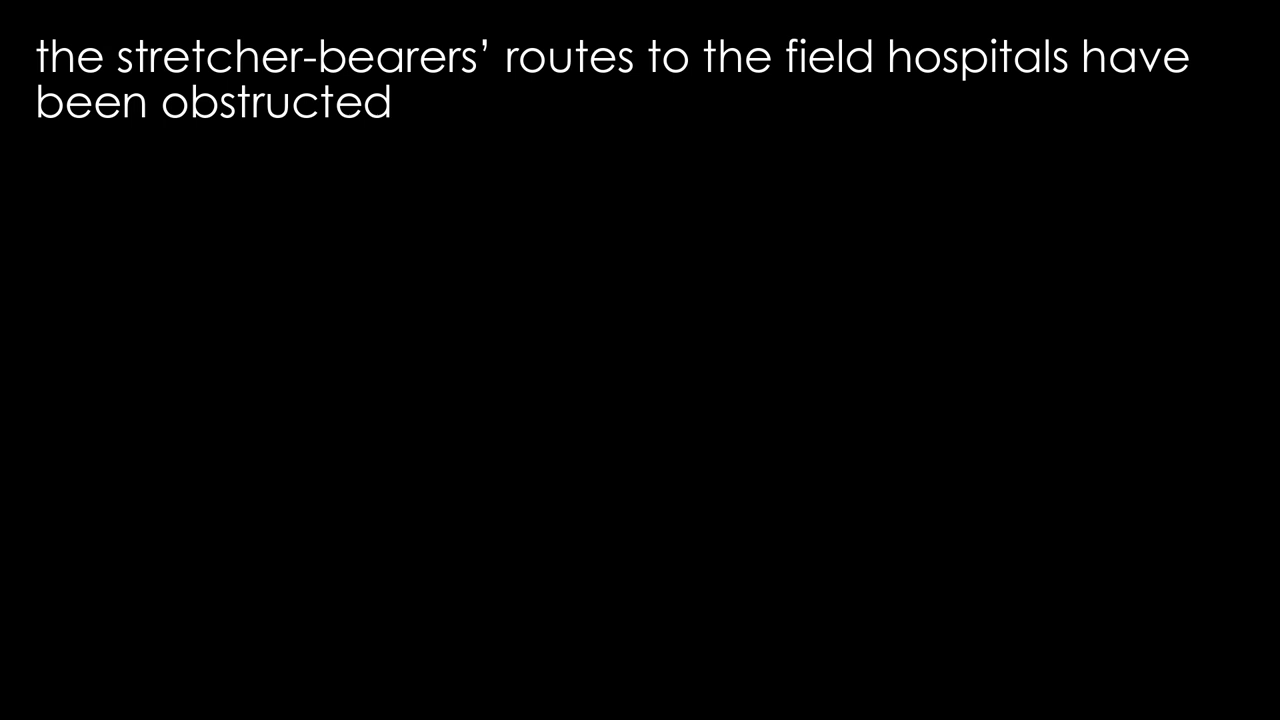 the stretcher-bearers’ routes to the field hospitals have
been obstructed